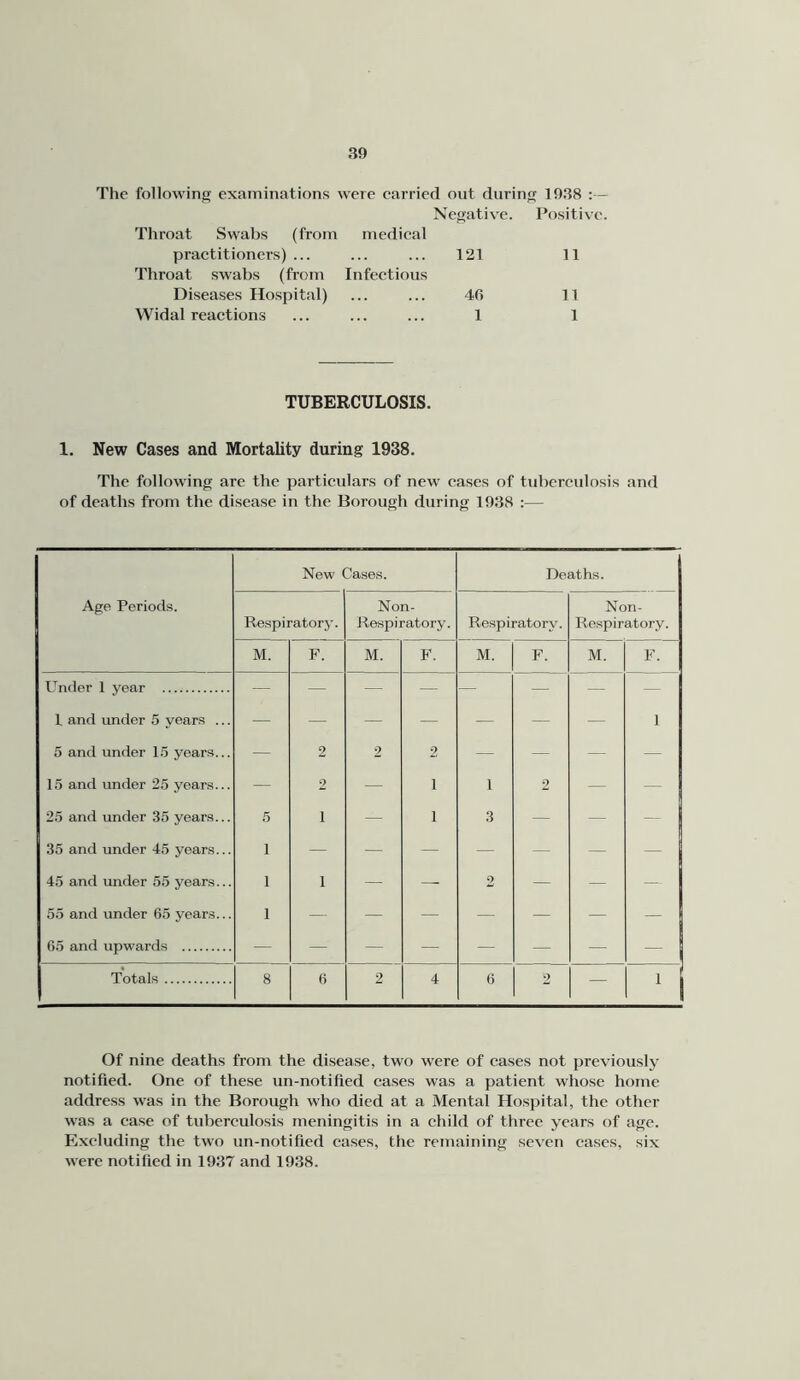 39
The following examinations were carried out during 1938 :—
Negative. Positive.
Throat Swabs (from medical
practitioners) ... ... ... 121 11
Throat swabs (from Infectious
Diseases Hospital) ... ... 46 11
Widal reactions ... ... ... 1 1
TUBERCULOSIS.
1. New Cases and Mortality during 1938.
The following are the particulars of new cases of tuberculosis and
of deaths from the disease in the Borough during 1938 :—
Age Periods. New Cases. Deaths.
Respiratory. Non-Respiratory. Respiratory. Non-Respiratory.
M. F. M. F. M. F. M. F.
Under 1 year ............ — — — — — — — —
1 and under 5 years ... — — — — — — — 1
5 and under 15 years... — 2 2 2 — — — —
15 and under 25 years... — 2 — 1 1 2 — —
25 and under 35 years... 5 1 — 1 3 — — —
35 and under 45 years... 1 — — — — — — —
45 and under 55 years... 1 1 — — 2 — — —
55 and under 65 years... 1 — — — — — — —
65 and upwards ......... — — — — — — — —
Totals ............ 8 6 2 4 6 2 — 1
Of nine deaths from the disease, two were of cases not previously
notified. One of these un-notified cases was a patient whose home
address was in the Borough who died at a Mental Hospital, the other
was a case of tuberculosis meningitis in a child of three years of age.
Excluding the two un-notified cases, the remaining seven cases, six
were notified in 1937 and 1938.